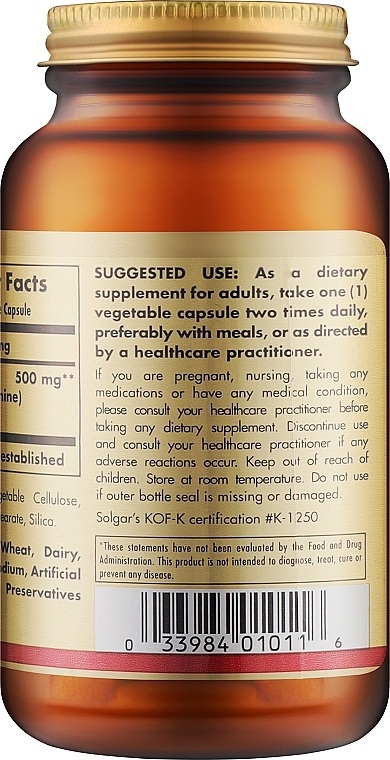 r Facts
e Capsule
ng
500 mg**
nine)
established
getable Cellulose,
earate, Silica.
Wheat, Dairy,
odium, Artificial
Preservatives
SUGGESTED USE: As a dietary
supplement for adults, take one (1)
vegetable capsule two times daily,
preferably with meals, or as directed
by a healthcare practitioner.
If you are pregnant, nursing, taking any
medications or have any medical condition,
please consult your healthcare practitioner before
taking any dietary supplement. Discontinue use
and consult your healthcare practitioner if any
adverse reactions occur. Keep out of reach of
children. Store at room temperature. Do not use
if outer bottle seal is missing or damaged.
Solgar's KOF-K certification #K-1250
*These statements have not been evaluated by the Food and Drug
Administration. This product is not intended to diagnose, treat, cure or
prevent any disease.
0 33984 01011 6